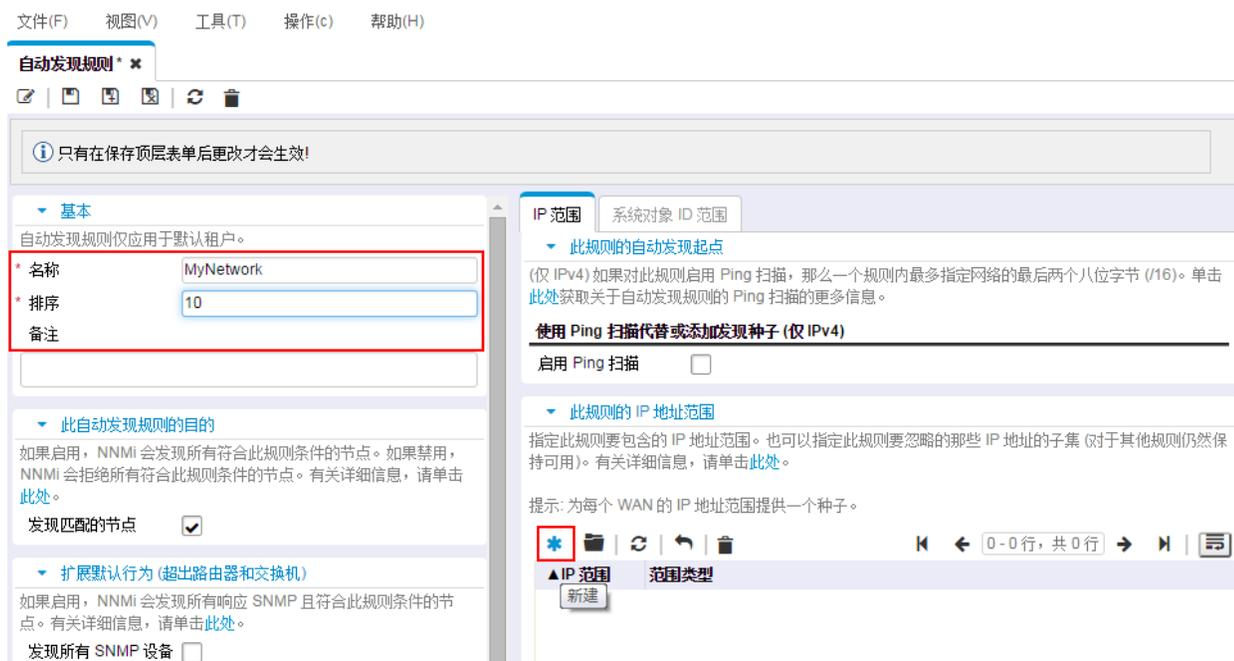 文件(F) 视图(V) 工具(T) 操作(c) 帮助(H)
自动发现规则 * ✖
只有在保存顶层表单后更改才会生效!
基本
自动发现规则仅应用于默认租户。
* 名称 MyNetwork
* 排序 10
备注
此自动发现规则的目的
如果启用，NNMi 会发现所有符合此规则条件的节点。如果禁用，
NNMi 会拒绝所有符合此规则条件的节点。有关详细信息，请单击
此处。
发现匹配的节点
扩展默认行为 (超出路由器和交换机)
如果启用，NNMi 会发现所有响应 SNMP 且符合此规则条件的节
点。有关详细信息，请单击此处。
发现所有 SNMP 设备
IP 范围 系统对象 ID 范围
此规则的自动发现起点
(仅 IPv4) 如果对此规则启用 Ping 扫描，那么一个规则内最多指定网络的最后两个八位字节 (/16)。单击
此处获取关于自动发现规则的 Ping 扫描的更多信息。
使用 Ping 扫描代替或添加发现种子 (仅 IPv4)
启用 Ping 扫描
此规则的 IP 地址范围
指定此规则要包含的 IP 地址范围。也可以指定此规则要忽略的那些 IP 地址的子集 (对于其他规则仍然保
持可用)。有关详细信息，请单击此处。
提示: 为每个 WAN 的 IP 地址范围提供一个种子。
0 - 0 行，共 0 行
▲IP 范围 范围类型
新建